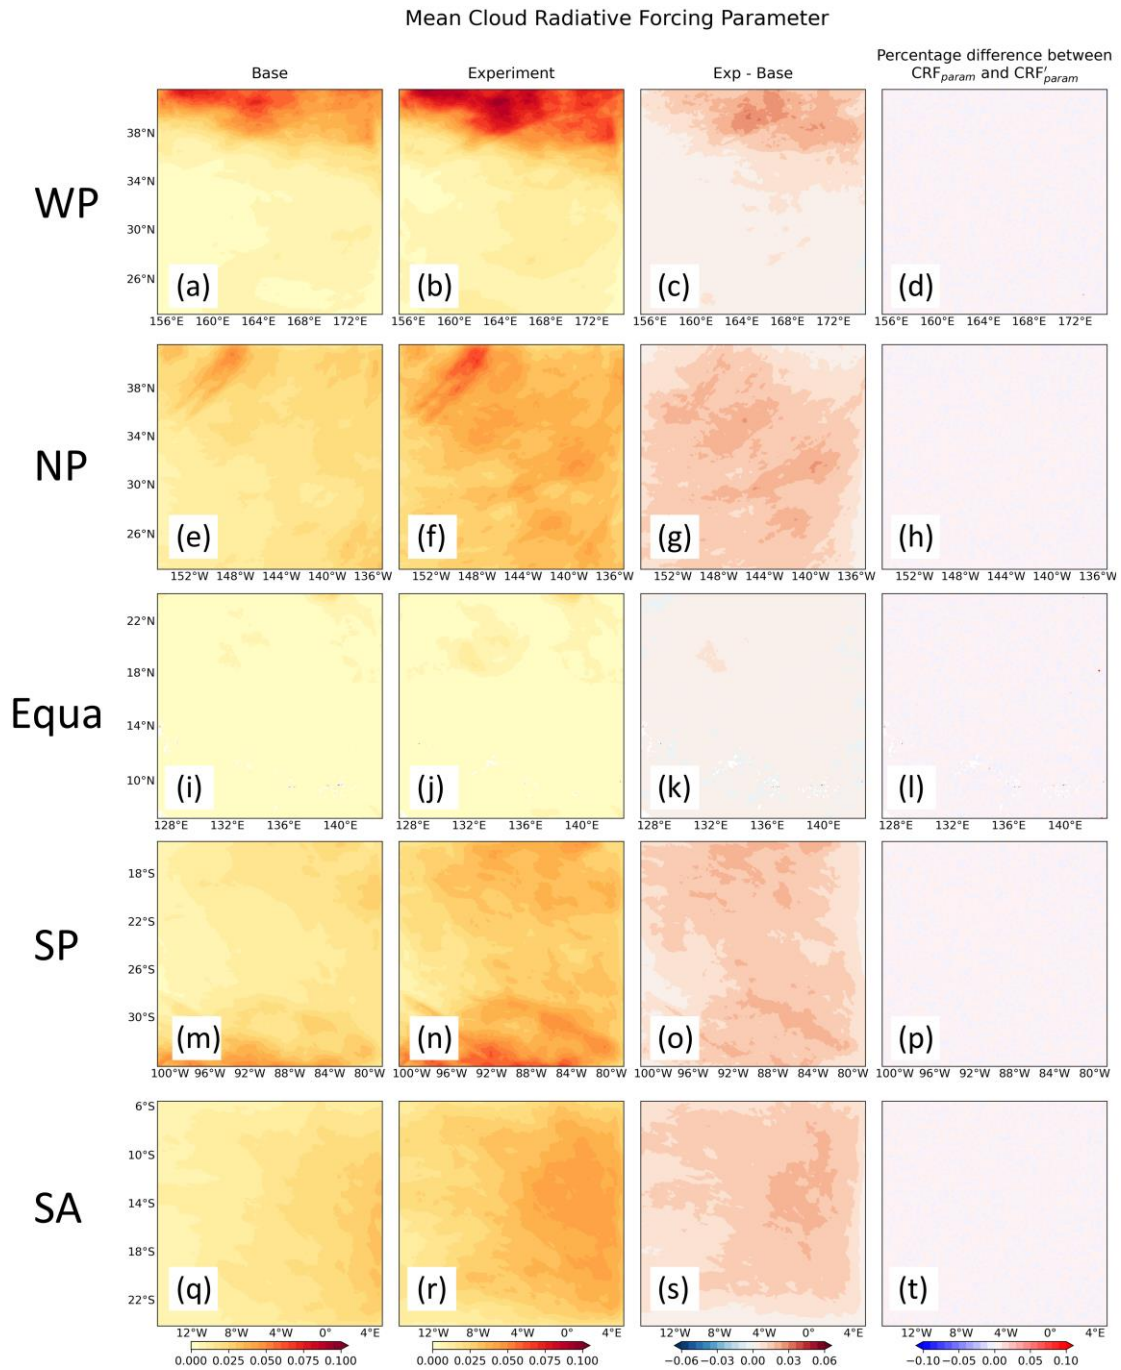 Mean Cloud Radiative Forcing Parameter
Base
Experiment
Exp - Base
Percentage difference between
CRF_param and CRF′_param
WP
38°N
34°N
30°N
26°N
(a)
(b)
(c)
(d)
156°E 160°E 164°E 168°E 172°E
156°E 160°E 164°E 168°E 172°E
156°E 160°E 164°E 168°E 172°E
156°E 160°E 164°E 168°E 172°E
NP
38°N
34°N
30°N
26°N
(e)
(f)
(g)
(h)
152°W 148°W 144°W 140°W 136°W
152°W 148°W 144°W 140°W 136°W
152°W 148°W 144°W 140°W 136°W
152°W 148°W 144°W 140°W 136°W
Equa
22°N
18°N
14°N
10°N
(i)
(j)
(k)
(l)
128°E 132°E 136°E 140°E
128°E 132°E 136°E 140°E
128°E 132°E 136°E 140°E
128°E 132°E 136°E 140°E
SP
18°S
22°S
26°S
30°S
(m)
(n)
(o)
(p)
100°W 96°W 92°W 88°W 84°W 80°W
100°W 96°W 92°W 88°W 84°W 80°W
100°W 96°W 92°W 88°W 84°W 80°W
100°W 96°W 92°W 88°W 84°W 80°W
SA
6°S
10°S
14°S
18°S
22°S
(q)
(r)
(s)
(t)
12°W 8°W 4°W 0° 4°E
12°W 8°W 4°W 0° 4°E
12°W 8°W 4°W 0° 4°E
12°W 8°W 4°W 0° 4°E
0.000 0.025 0.050 0.075 0.100
0.000 0.025 0.050 0.075 0.100
−0.06 −0.03 0.00 0.03 0.06
−0.10 −0.05 0.00 0.05 0.1